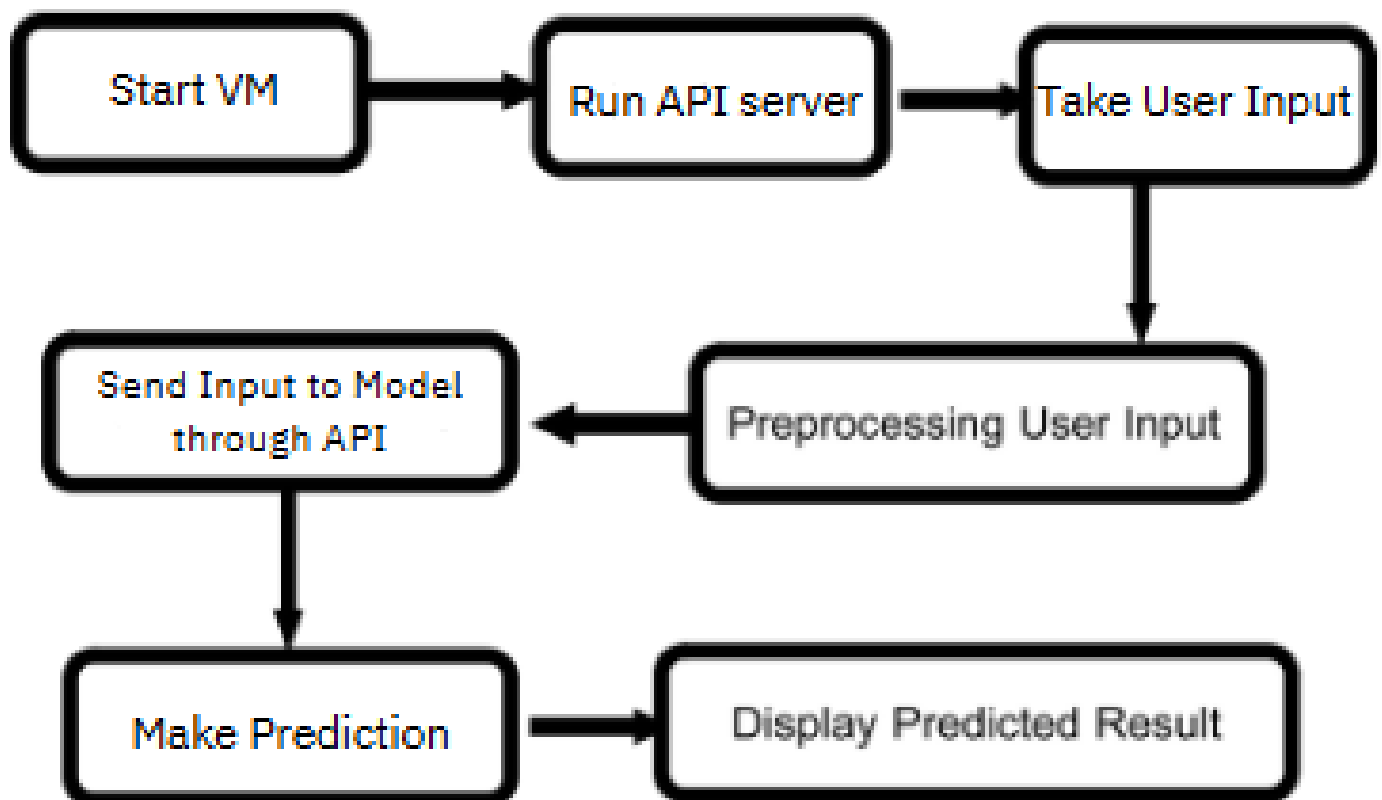 Start VM
Run API server
Take User Input
Preprocessing User Input
Send Input to Model
through API
Make Prediction
Display Predicted Result